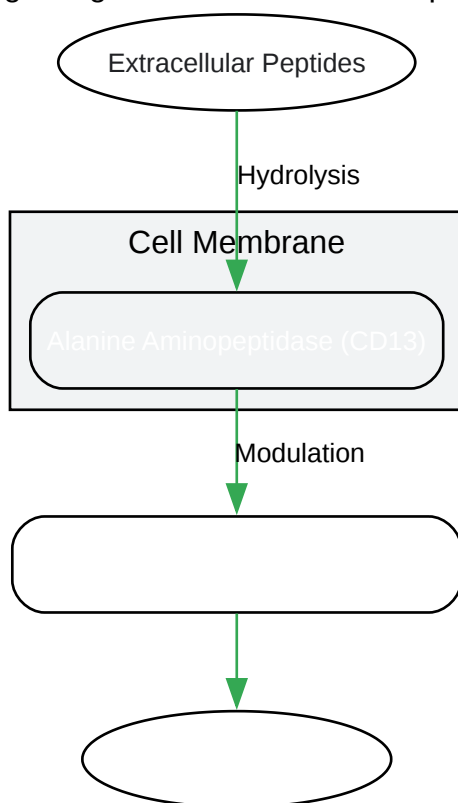 Extracellular Peptides
Hydrolysis
Cell Membrane
Alanine Aminopeptidase (CD13)
Modulation